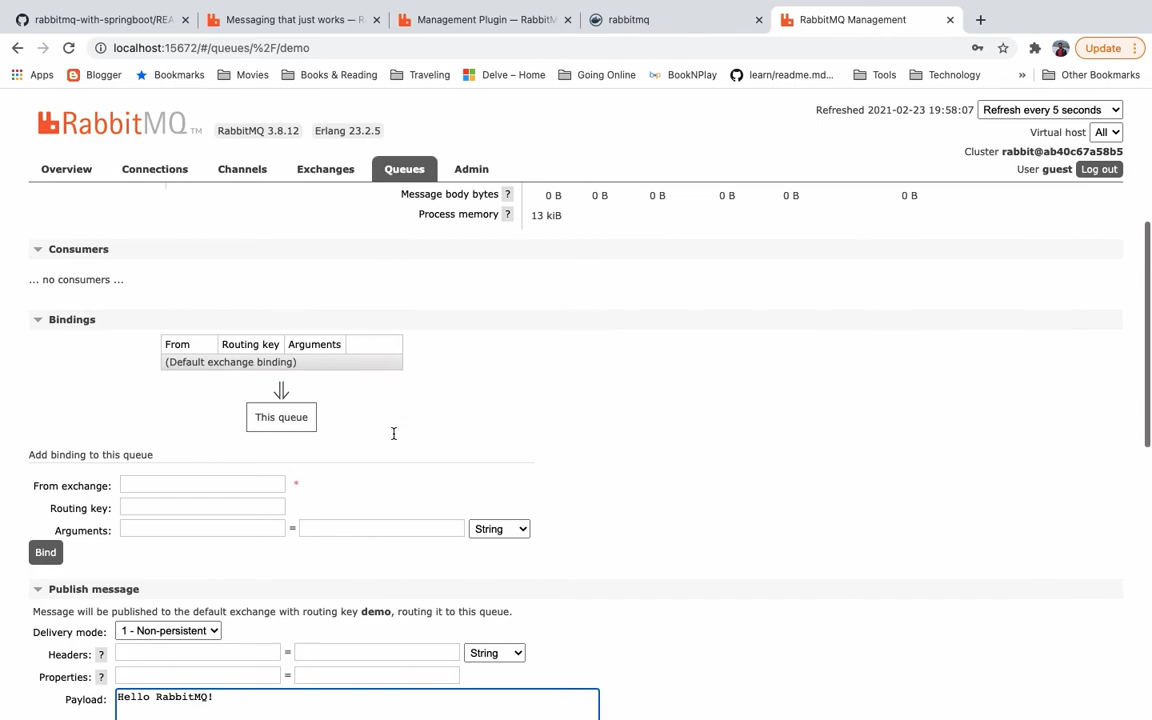 rabbitmq-with-springboot/REA
Messaging that just works — R
Management Plugin — RabbitM
rabbitmq
RabbitMQ Management
localhost:15672/#/queues/%2F/demo
Update
Apps
Blogger
Bookmarks
Movies
Books & Reading
Traveling
Delve – Home
Going Online
BookNPlay
learn/readme.md...
Tools
Technology
»
Other Bookmarks
RabbitMQ TM
RabbitMQ 3.8.12
Erlang 23.2.5
Refreshed 2021-02-23 19:58:07
Refresh every 5 seconds
Virtual host All
Cluster rabbit@ab40c67a58b5
User guest Log out
Overview
Connections
Channels
Exchanges
Queues
Admin
Message body bytes ? 0 B 0 B 0 B 0 B 0 B 0 B
Process memory ? 13 kiB
Consumers
... no consumers ...
Bindings
From Routing key Arguments
(Default exchange binding)
⇓
This queue
Add binding to this queue
From exchange: *
Routing key:
Arguments: = String
Bind
Publish message
Message will be published to the default exchange with routing key demo, routing it to this queue.
Delivery mode: 1 - Non-persistent
Headers: ? = String
Properties: ? =
Payload: Hello RabbitMQ!